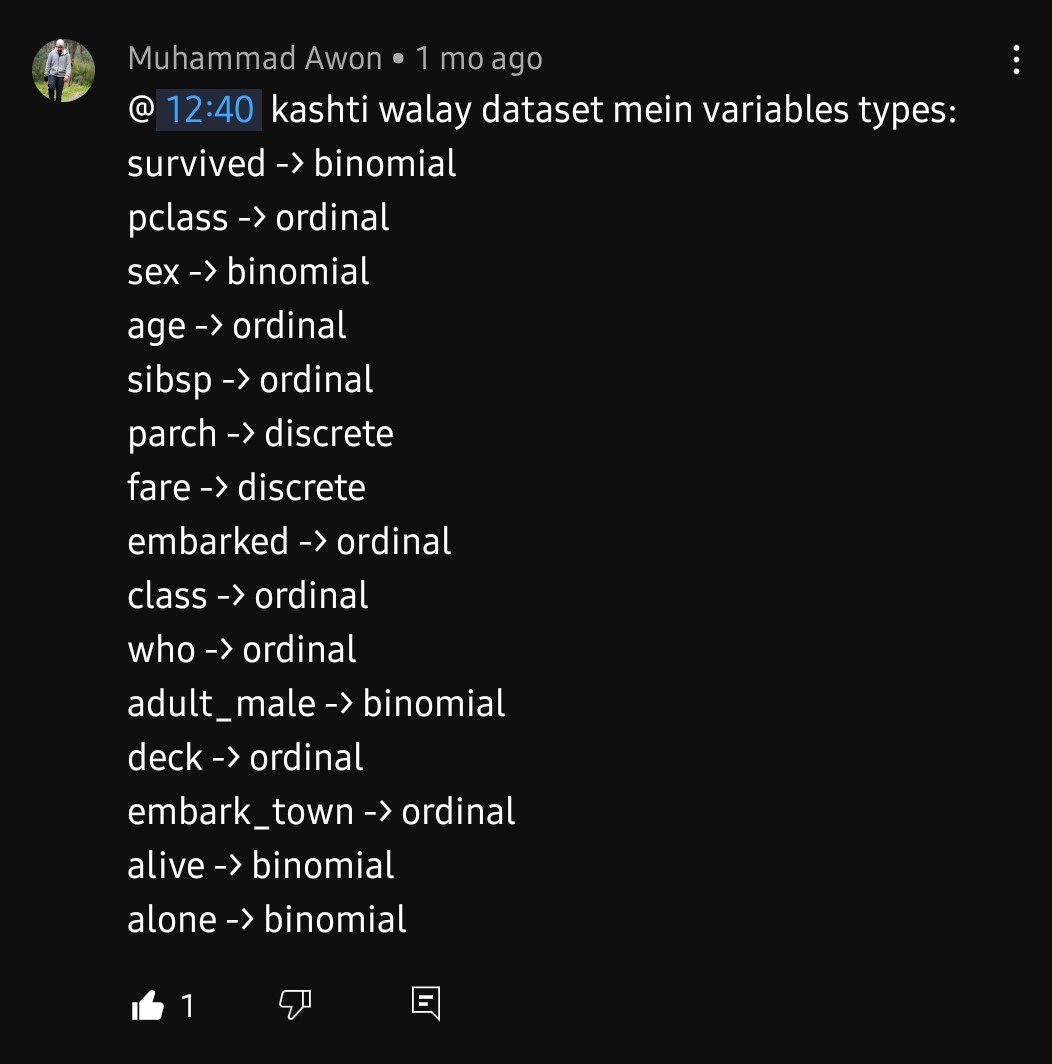 Muhammad Awon • 1 mo ago
@ 12:40 kashti walay dataset mein variables types:
survived -> binomial
pclass -> ordinal
sex -> binomial
age -> ordinal
sibsp -> ordinal
parch -> discrete
fare -> discrete
embarked -> ordinal
class -> ordinal
who -> ordinal
adult_male -> binomial
deck -> ordinal
embark_town -> ordinal
alive -> binomial
alone -> binomial
1